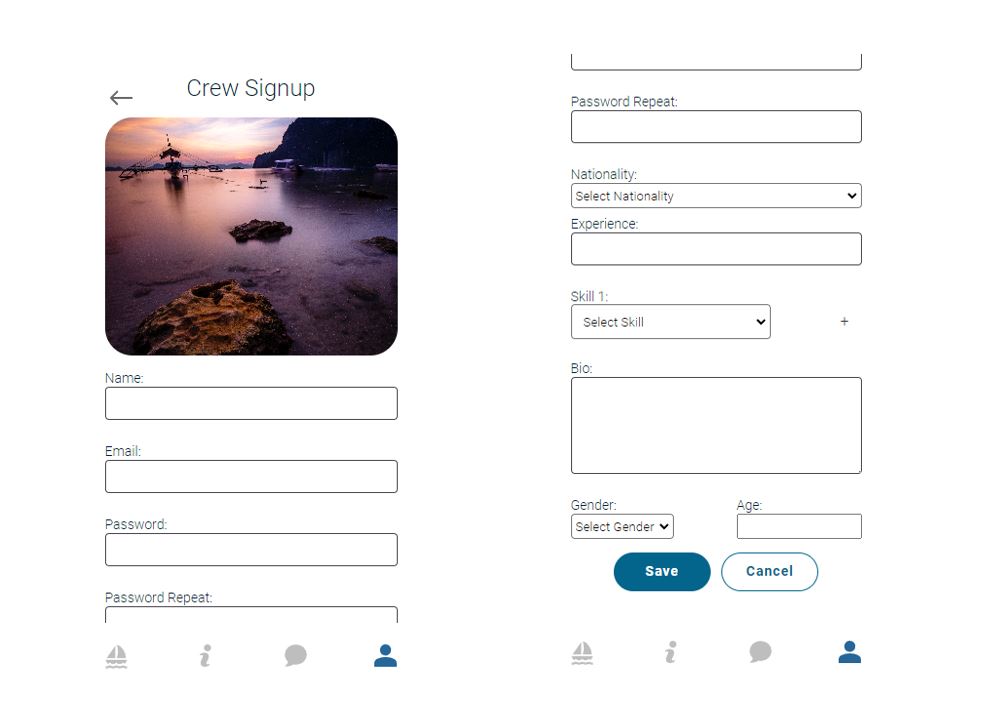 Crew Signup
Name:
Email:
Password:
Password Repeat:
Password Repeat:
Nationality:
Select Nationality
Experience:
Skill 1:
Select Skill
+
Bio:
Gender: Age:
Select Gender
Save Cancel